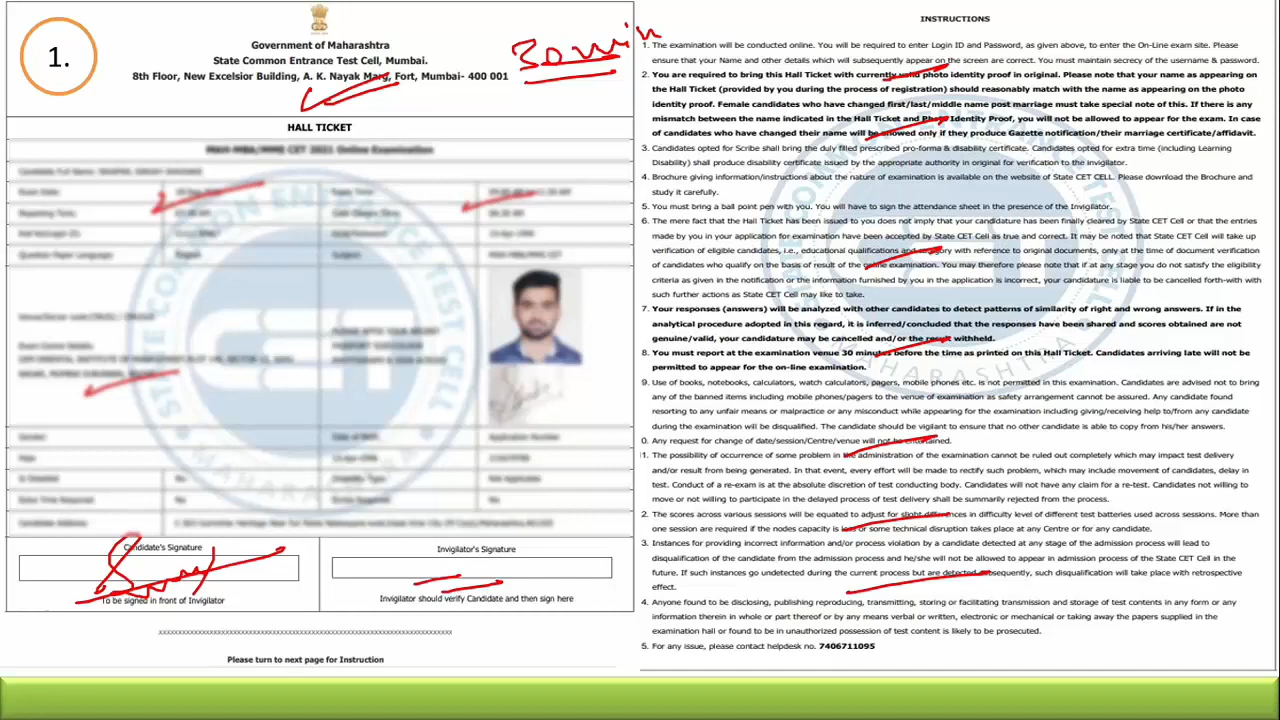 1.
30 min
Government of Maharashtra
State Common Entrance Test Cell, Mumbai.
8th Floor, New Excelsior Building, A. K. Nayak Marg, Fort, Mumbai- 400 001
HALL TICKET
MAH-MBA/MMS CET 2021 Online Examination
Candidate's Signature
Invigilator's Signature
To be signed in front of Invigilator
Invigilator should verify Candidate and then sign here
Please turn to next page for Instruction
INSTRUCTIONS
1. The examination will be conducted online. You will be required to enter Login ID and Password, as given above, to enter the On-Line exam site. Please
ensure that your Name and other details which will subsequently appear on the screen are correct. You must maintain secrecy of the username & password.
2. You are required to bring this Hall Ticket with currently valid photo identity proof in original. Please note that your name as appearing on
the Hall Ticket (provided by you during the process of registration) should reasonably match with the name as appearing on the photo
identity proof. Female candidates who have changed first/last/middle name post marriage must take special note of this. If there is any
mismatch between the name indicated in the Hall Ticket and Photo Identity Proof, you will not be allowed to appear for the exam. In case
of candidates who have changed their name will be allowed only if they produce Gazette notification/their marriage certificate/affidavit.
3. Candidates opted for Scribe shall bring the duly filled prescribed pro-forma & disability certificate. Candidates opted for extra time (including Learning
Disability) shall produce disability certificate issued by the appropriate authority in original for verification to the invigilator.
4. Brochure giving information/instructions about the nature of examination is available on the website of State CET CELL. Please download the Brochure and
study it carefully.
5. You must bring a ball point pen with you. You will have to sign the attendance sheet in the presence of the Invigilator.
6. The mere fact that the Hall Ticket has been issued to you does not imply that your candidature has been finally cleared by State CET Cell or that the entries
made by you in your application for examination have been accepted by State CET Cell as true and correct. It may be noted that State CET Cell will take up
verification of eligible candidates, i.e., educational qualifications and category with reference to original documents, only at the time of document verification
of candidates who qualify on the basis of result of the online examination. You may therefore please note that if at any stage you do not satisfy the eligibility
criteria as given in the notification or the information furnished by you in the application is incorrect, your candidature is liable to be cancelled forth-with with
such further actions as State CET Cell may like to take.
7. Your responses (answers) will be analyzed with other candidates to detect patterns of similarity of right and wrong answers. If in the
analytical procedure adopted in this regard, it is inferred/concluded that the responses have been shared and scores obtained are not
genuine/valid, your candidature may be cancelled and/or the result withheld.
8. You must report at the examination venue 30 minutes before the time as printed on this Hall Ticket. Candidates arriving late will not be
permitted to appear for the on-line examination.
9. Use of books, notebooks, calculators, watch calculators, pagers, mobile phones etc. is not permitted in this examination. Candidates are advised not to bring
any of the banned items including mobile phones/pagers to the venue of examination as safety arrangement cannot be assured. Any candidate found
resorting to any unfair means or malpractice or any misconduct while appearing for the examination including giving/receiving help to/from any candidate
during the examination will be disqualified. The candidate should be vigilant to ensure that no other candidate is able to copy from his/her answers.
0. Any request for change of date/session/Centre/venue will not be entertained.
1. The possibility of occurrence of some problem in the administration of the examination cannot be ruled out completely which may impact test delivery
and/or result from being generated. In that event, every effort will be made to rectify such problem, which may include movement of candidates, delay in
test. Conduct of a re-exam is at the absolute discretion of test conducting body. Candidates will not have any claim for a re-test. Candidates not willing to
move or not willing to participate in the delayed process of test delivery shall be summarily rejected from the process.
2. The scores across various sessions will be equated to adjust for slight differences in difficulty level of different test batteries used across sessions. More than
one session are required if the nodes capacity is less or some technical disruption takes place at any Centre or for any candidate.
3. Instances for providing incorrect information and/or process violation by a candidate detected at any stage of the admission process will lead to
disqualification of the candidate from the admission process and he/she will not be allowed to appear in admission process of the State CET Cell in the
future. If such instances go undetected during the current process but are detected subsequently, such disqualification will take place with retrospective
effect.
4. Anyone found to be disclosing, publishing reproducing, transmitting, storing or facilitating transmission and storage of test contents in any form or any
information therein in whole or part thereof or by any means verbal or written, electronic or mechanical or taking away the papers supplied in the
examination hall or found to be in unauthorized possession of test content is likely to be prosecuted.
5. For any issue, please contact helpdesk no. 7406711095